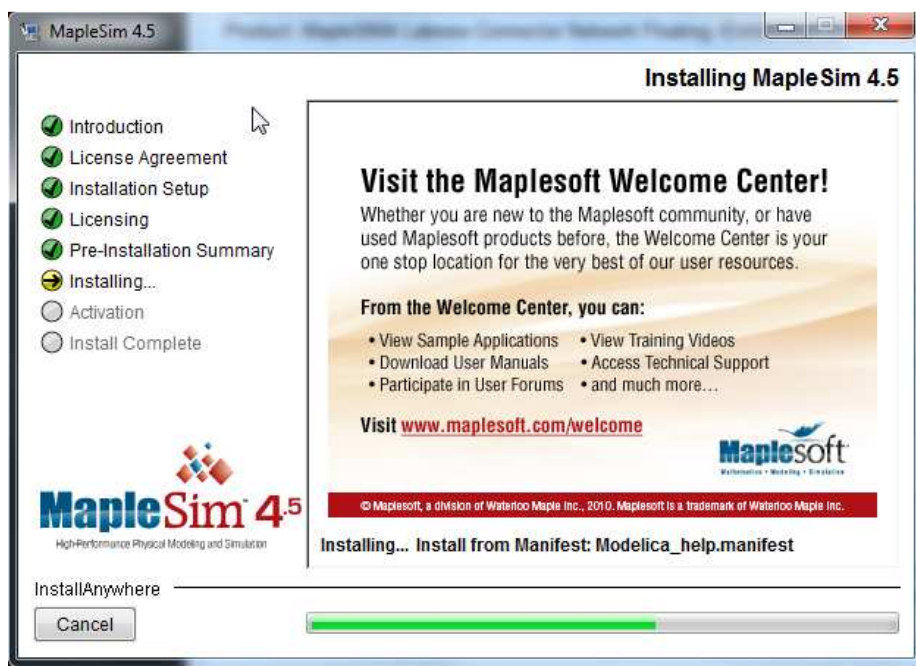 MapleSim 4.5
Installing MapleSim 4.5
Introduction
License Agreement
Installation Setup
Licensing
Pre-Installation Summary
Installing...
Activation
Install Complete
Visit the Maplesoft Welcome Center!
Whether you are new to the Maplesoft community, or have
used Maplesoft products before, the Welcome Center is your
one stop location for the very best of our user resources.
From the Welcome Center, you can:
• View Sample Applications • View Training Videos
• Download User Manuals • Access Technical Support
• Participate in User Forums • and much more...
Visit www.maplesoft.com/welcome
Maplesoft
Mathematics • Modeling • Simulation
© Maplesoft, a division of Waterloo Maple Inc., 2010. Maplesoft is a trademark of Waterloo Maple Inc.
MapleSim 4.5
High-Performance Physical Modeling and Simulation
Installing... Install from Manifest: Modelica_help.manifest
InstallAnywhere
Cancel